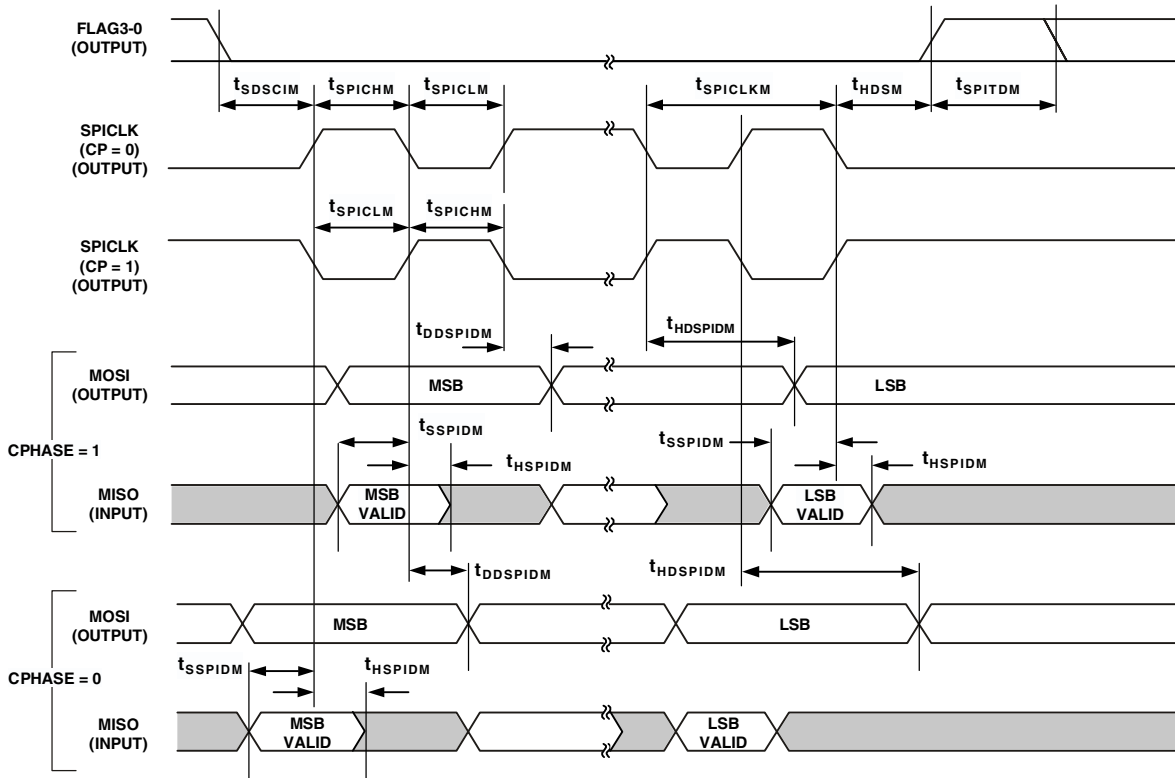 FLAG3-0
(OUTPUT)
tSDSCIM tSPICHM tSPICLM tSPICLKM tHDSM tSPITDM
SPICLK
(CP = 0)
(OUTPUT)
tSPICLM tSPICHM
SPICLK
(CP = 1)
(OUTPUT)
tDDSPIDM tHDSPIDM
CPHASE = 1
MOSI
(OUTPUT)
MSB LSB
tSSPIDM tHSPIDM tSSPIDM tHSPIDM
MISO
(INPUT)
MSB
VALID
LSB
VALID
tDDSPIDM tHDSPIDM
CPHASE = 0
MOSI
(OUTPUT)
MSB LSB
tSSPIDM tHSPIDM
MISO
(INPUT)
MSB
VALID
LSB
VALID